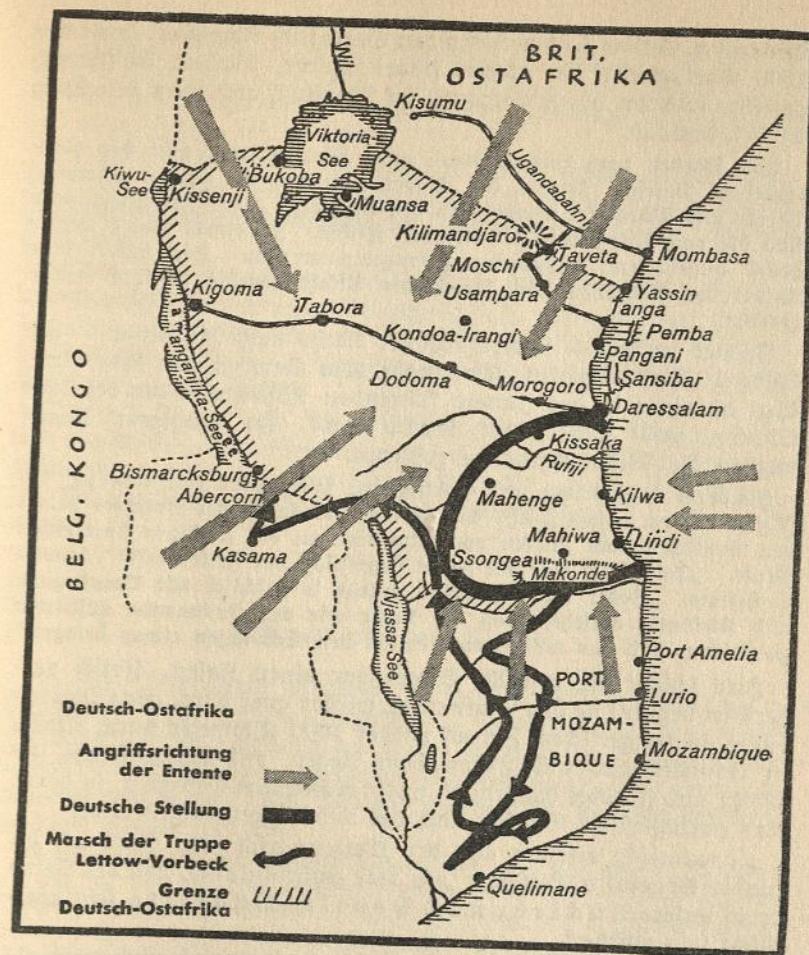 BRIT.
OSTAFRIKA
Nil
Kisumu
Viktoria-
See
Ugandabahn
Kiwu-
See
Kissenji
Bukoba
Muansa
Kilimandjaro
Taveta
Mombasa
Moschi
Usambara
Yassin
Tanga
Kigoma
Tabora
Kondoa-Irangi
Pemba
Pangani
Tanganjika-See
Dodoma
Morogoro
Sansibar
Daressalam
BELG. KONGO
Kissaka
Rufiji
Bismarcksburg
Abercorn
Mahenge
Kilwa
Kasama
Mahiwa
Lindi
Ssongea
Makonde
Njassa-See
Port Amelia
PORT.
Lurio
MOZAM-
BIQUE
Mozambique
Quelimane
Deutsch-Ostafrika
Angriffsrichtung
der Entente
Deutsche Stellung
Marsch der Truppe
Lettow-Vorbeck
Grenze
Deutsch-Ostafrika